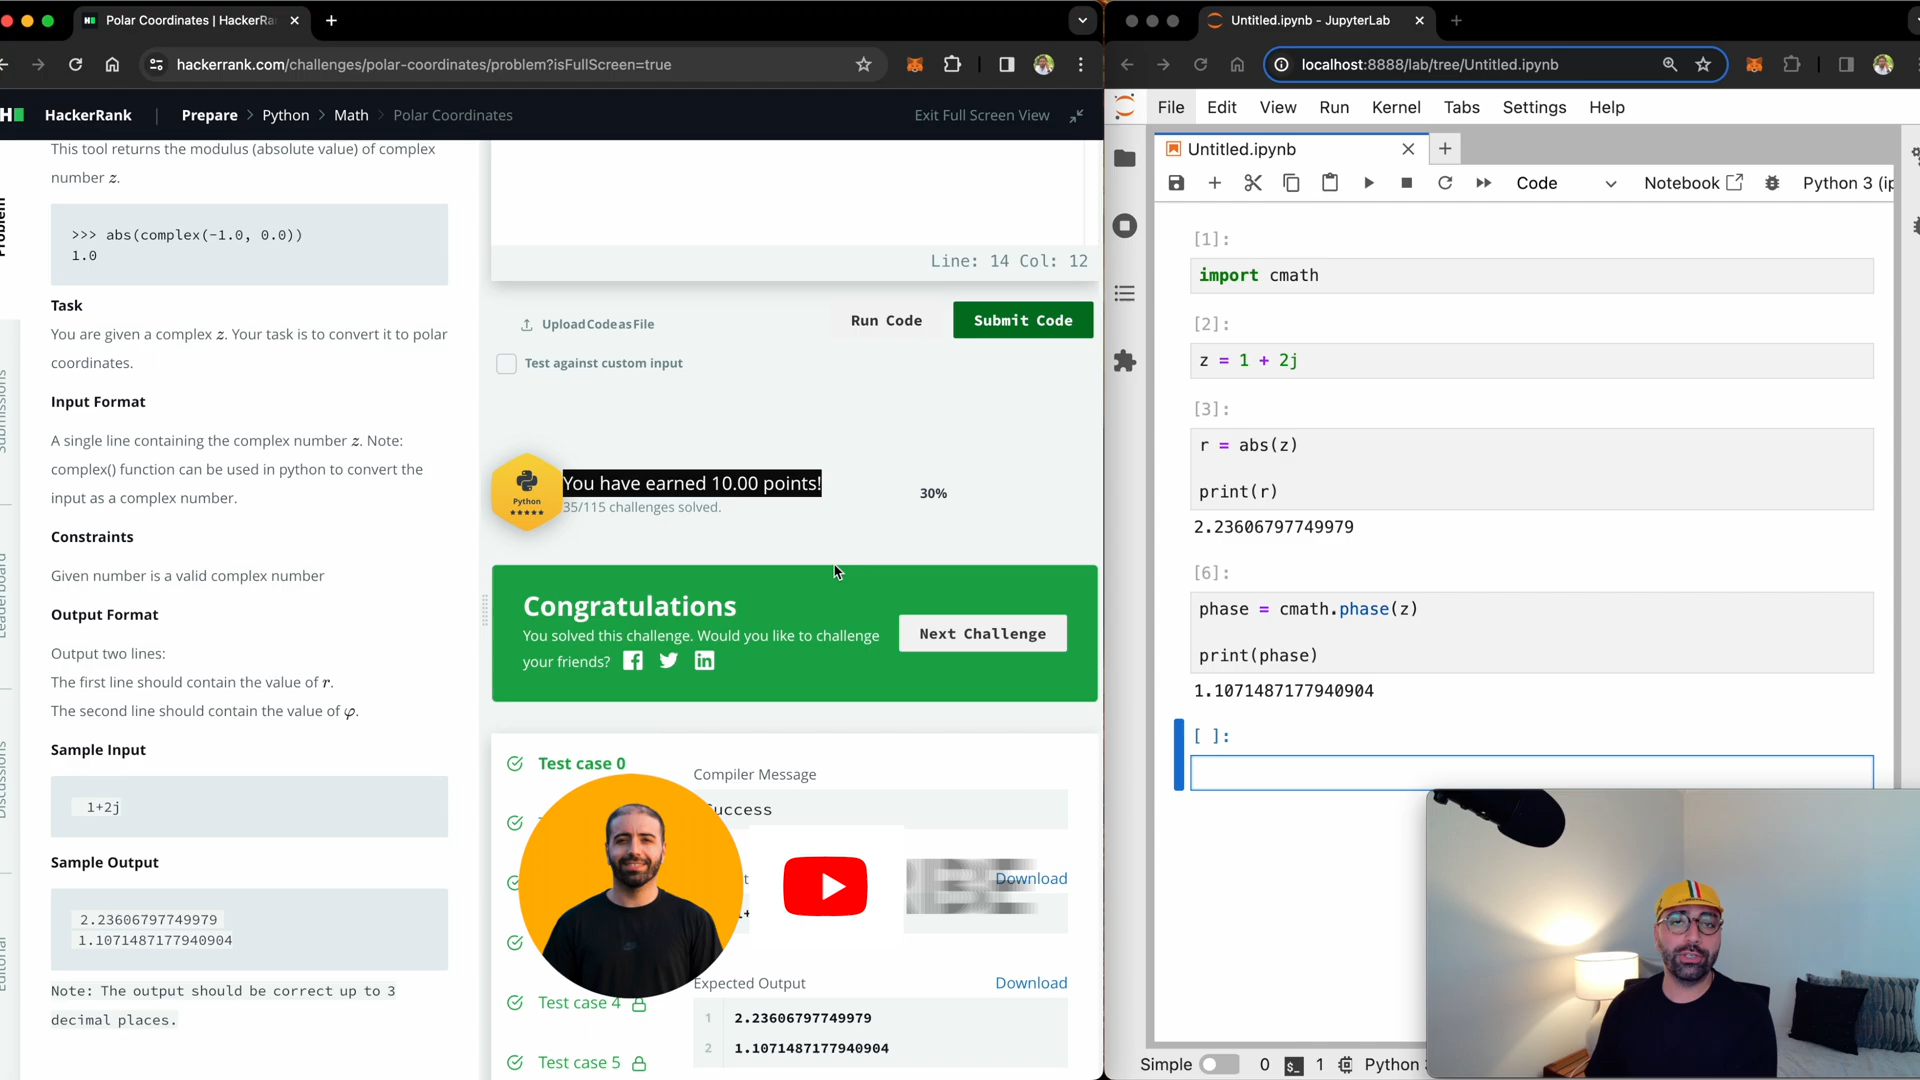 Polar Coordinates | HackerRa
hackerrank.com/challenges/polar-coordinates/problem?isFullScreen=true
HackerRank
Prepare > Python > Math > Polar Coordinates
Exit Full Screen View
Problem
Submissions
Leaderboard
Discussions
Editorial
This tool returns the modulus (absolute value) of complex
number z.
>>> abs(complex(-1.0, 0.0))
1.0
Task
You are given a complex z. Your task is to convert it to polar
coordinates.
Input Format
A single line containing the complex number z. Note:
complex() function can be used in python to convert the
input as a complex number.
Constraints
Given number is a valid complex number
Output Format
Output two lines:
The first line should contain the value of r.
The second line should contain the value of φ.
Sample Input
1+2j
Sample Output
2.23606797749979
1.1071487177940904
Note: The output should be correct up to 3
decimal places.
Line: 14 Col: 12
Upload Code as File
Run Code
Submit Code
Test against custom input
Python
You have earned 10.00 points!
35/115 challenges solved.
30%
Congratulations
You solved this challenge. Would you like to challenge
your friends?
Next Challenge
Test case 0
Test case 4
Test case 5
Compiler Message
Success
Download
Expected Output
Download
1 2.23606797749979
2 1.1071487177940904
Untitled.ipynb - JupyterLab
localhost:8888/lab/tree/Untitled.ipynb
File Edit View Run Kernel Tabs Settings Help
Untitled.ipynb
Code
Notebook
Python 3 (ip
[1]:
import cmath
[2]:
z = 1 + 2j
[3]:
r = abs(z)
print(r)
2.23606797749979
[6]:
phase = cmath.phase(z)
print(phase)
1.1071487177940904
[ ]:
Simple
0
1
Python